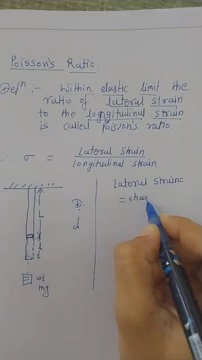 Poisson's Ratio.
Defⁿ :- Within elastic limit the
ratio of lateral strain
to the longitudinal strain
is called Poisson's ratio
∴ σ = Lateral Strain / longitudinal strain
L
D.
d
mg
Lateral Strain =
= chan